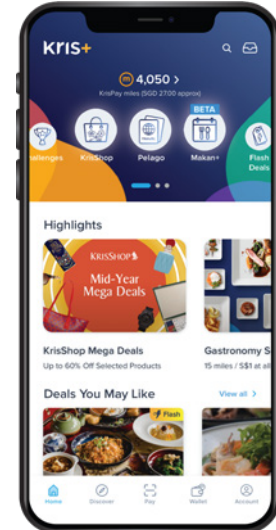 Kris+
4,050 >
KrisPay miles (SGD 27.00 approx)
BETA
Challenges
KrisShop
Pelago
Makan+
Flash
Deals
Highlights
KRISSHOP
Mid-Year
Mega Deals
KrisShop Mega Deals
Up to 60% Off Selected Products
Gastronomy S
15 miles / S$1 at all
Deals You May Like
View all >
Flash
Home
Discover
Pay
Wallet
Account